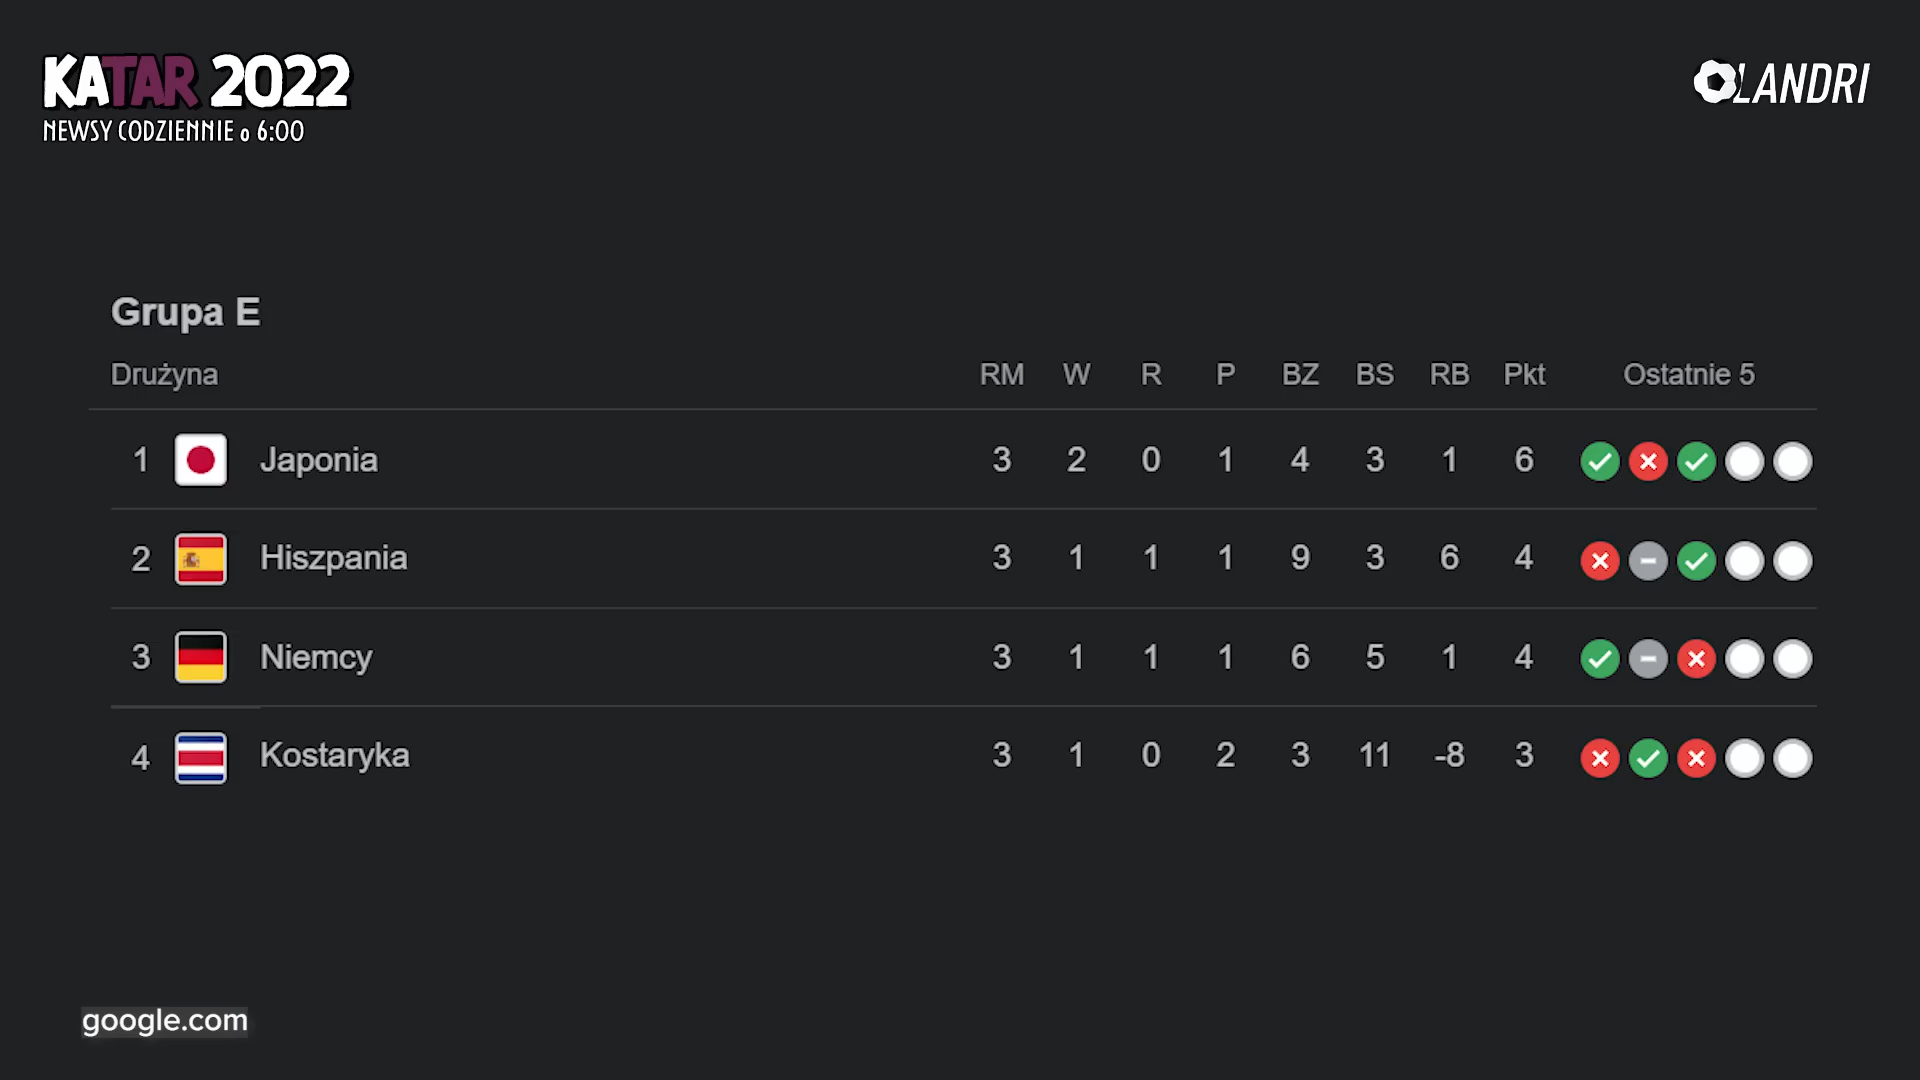 KATAR 2022
NEWSY CODZIENNIE o 6:00
OLANDRI
Grupa E
Drużyna RM W R P BZ BS RB Pkt Ostatnie 5
1 Japonia 3 2 0 1 4 3 1 6
2 Hiszpania 3 1 1 1 9 3 6 4
3 Niemcy 3 1 1 1 6 5 1 4
4 Kostaryka 3 1 0 2 3 11 -8 3
google.com